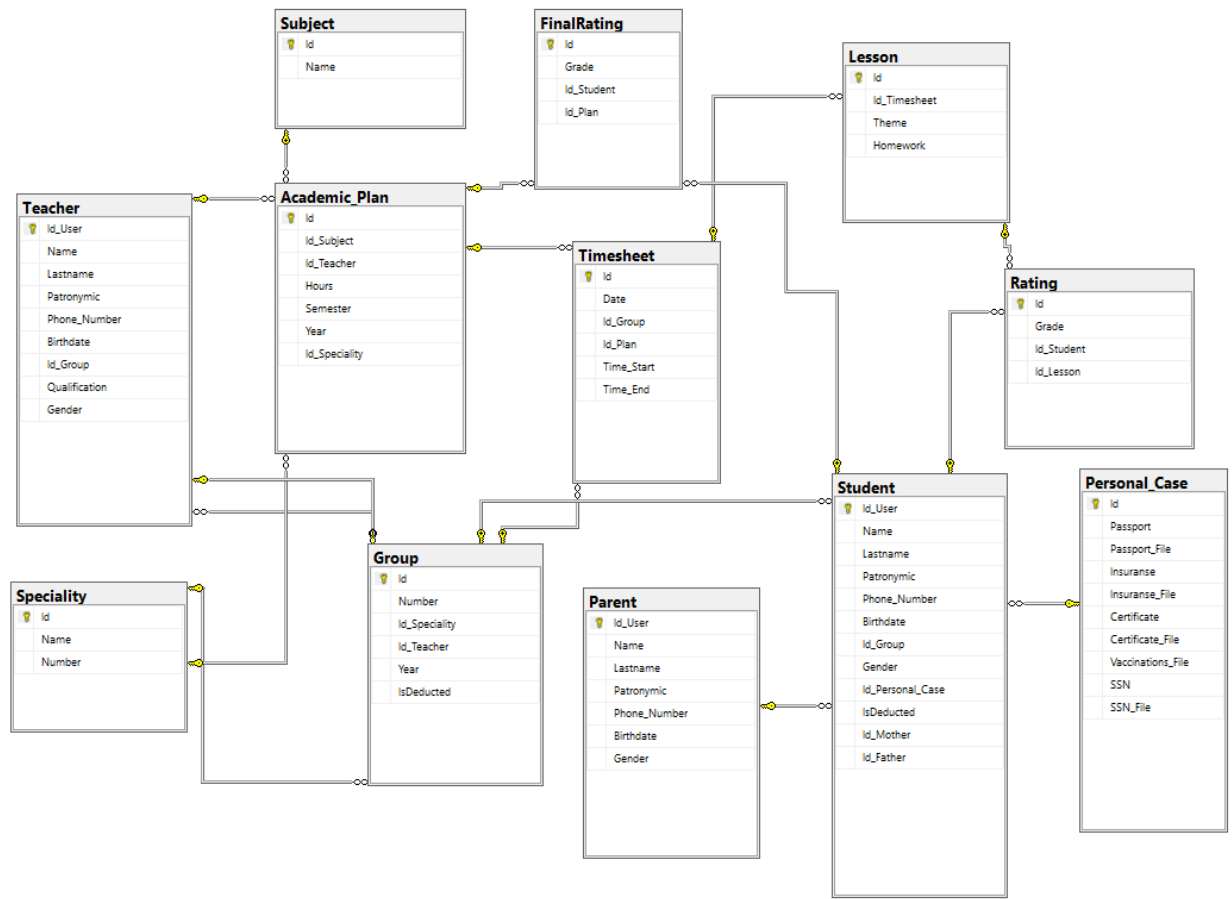 Subject
Id
Name
FinalRating
Id
Grade
Id_Student
Id_Plan
Lesson
Id
Id_Timesheet
Theme
Homework
Teacher
Id_User
Name
Lastname
Patronymic
Phone_Number
Birthdate
Id_Group
Qualification
Gender
Academic_Plan
Id
Id_Subject
Id_Teacher
Hours
Semester
Year
Id_Speciality
Timesheet
Id
Date
Id_Group
Id_Plan
Time_Start
Time_End
Rating
Id
Grade
Id_Student
Id_Lesson
Speciality
Id
Name
Number
Group
Id
Number
Id_Speciality
Id_Teacher
Year
IsDeducted
Parent
Id_User
Name
Lastname
Patronymic
Phone_Number
Birthdate
Gender
Student
Id_User
Name
Lastname
Patronymic
Phone_Number
Birthdate
Id_Group
Gender
Id_Personal_Case
IsDeducted
Id_Mother
Id_Father
Personal_Case
Id
Passport
Passport_File
Insuranse
Insuranse_File
Certificate
Certificate_File
Vaccinations_File
SSN
SSN_File